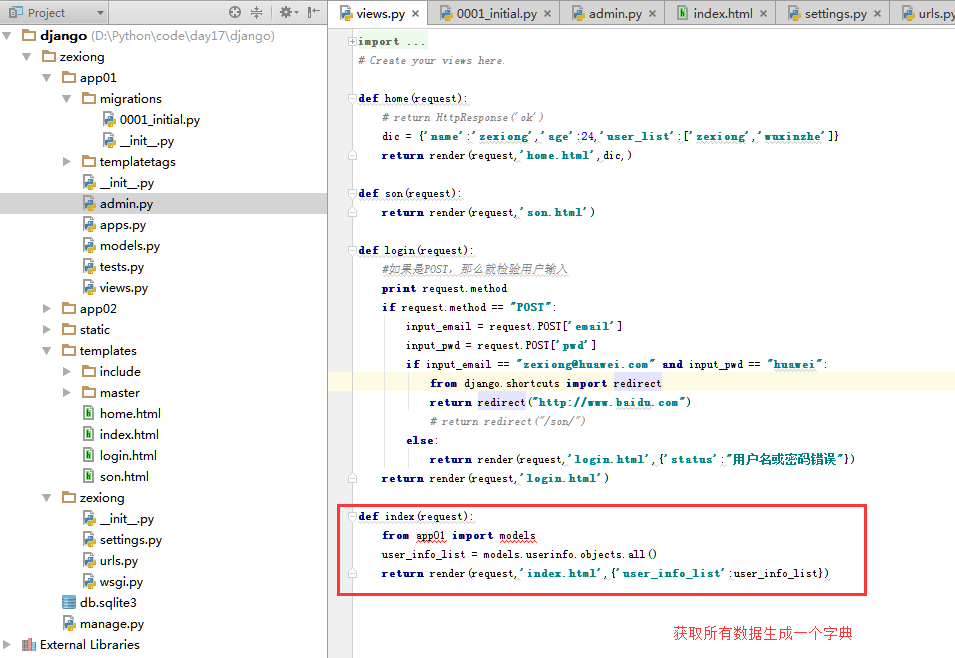 Project
django (D:\Python\code\day17\django)
zexiong
app01
migrations
0001_initial.py
__init__.py
templatetags
__init__.py
admin.py
apps.py
models.py
tests.py
views.py
app02
static
templates
include
master
home.html
index.html
login.html
son.html
zexiong
__init__.py
settings.py
urls.py
wsgi.py
db.sqlite3
manage.py
External Libraries
views.py × 0001_initial.py × admin.py × index.html × settings.py × urls.py
import ...
# Create your views here.
def home(request):
# return HttpResponse('ok')
dic = {'name':'zexiong','age':24,'user_list':['zexiong','wuxinzhe']}
return render(request,'home.html',dic,)
def son(request):
return render(request,'son.html')
def login(request):
#如果是POST，那么就检验用户输入
print request.method
if request.method == "POST":
input_email = request.POST['email']
input_pwd = request.POST['pwd']
if input_email == "zexiong@huawei.com" and input_pwd == "huawei":
from django.shortcuts import redirect
return redirect("http://www.baidu.com")
# return redirect("/son/")
else:
return render(request,'login.html',{'status':"用户名或密码错误"})
return render(request,'login.html')
def index(request):
from app01 import models
user_info_list = models.userinfo.objects.all()
return render(request,'index.html',{'user_info_list':user_info_list})
获取所有数据生成一个字典